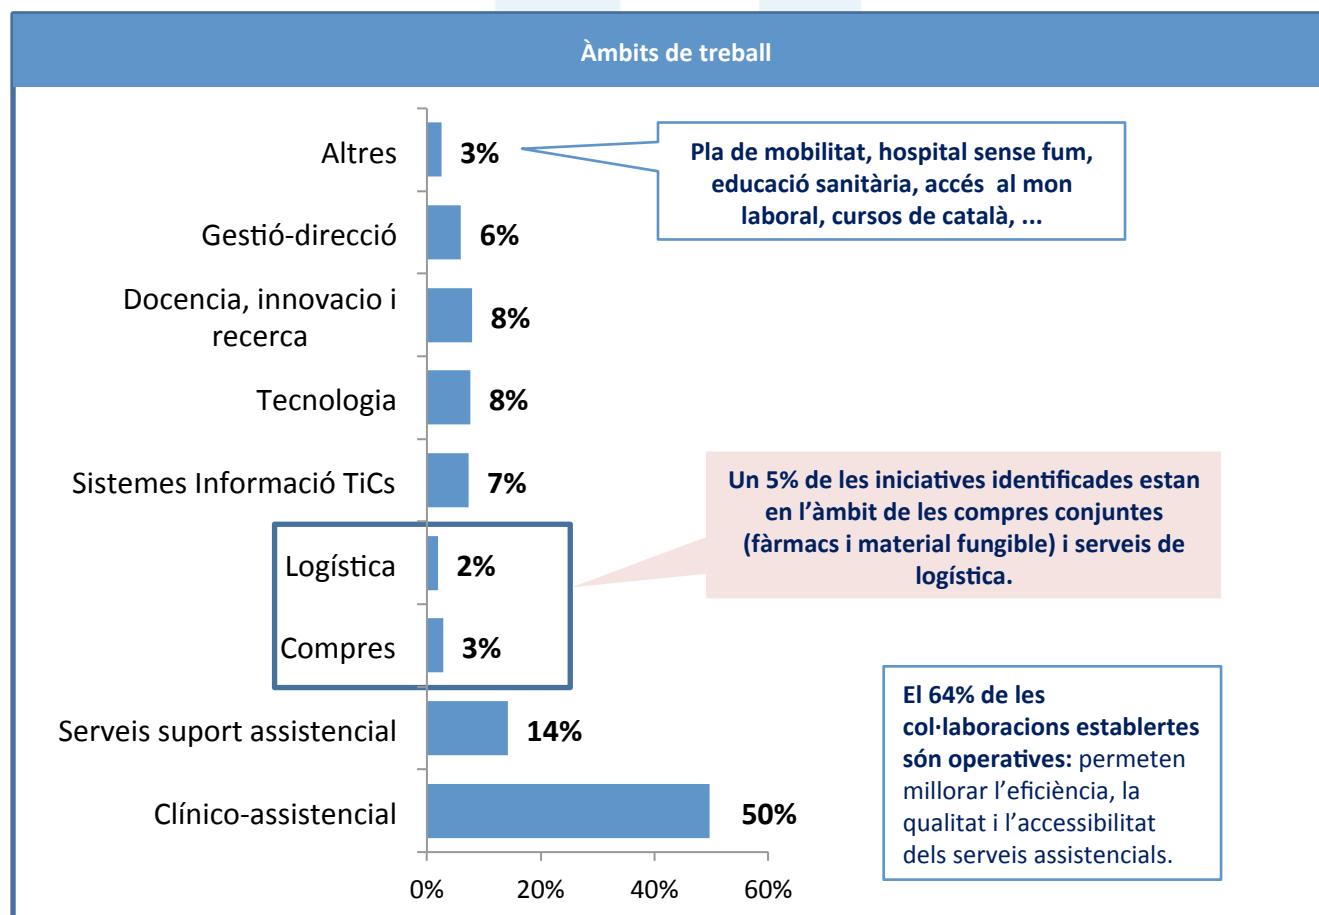 Àmbits de treball
Altres
3%
Pla de mobilitat, hospital sense fum,
educació sanitària, accés al mon
laboral, cursos de català, ...
Gestió-direcció
6%
Docencia, innovacio i
recerca
8%
Tecnologia
8%
Sistemes Informació TiCs
7%
Un 5% de les iniciatives identificades estan
en l’àmbit de les compres conjuntes
(fàrmacs i material fungible) i serveis de
logística.
Logística
2%
Compres
3%
Serveis suport assistencial
14%
El 64% de les
col·laboracions establertes
són operatives: permeten
millorar l’eficiència, la
qualitat i l’accessibilitat
dels serveis assistencials.
Clínico-assistencial
50%
0% 20% 40% 60%